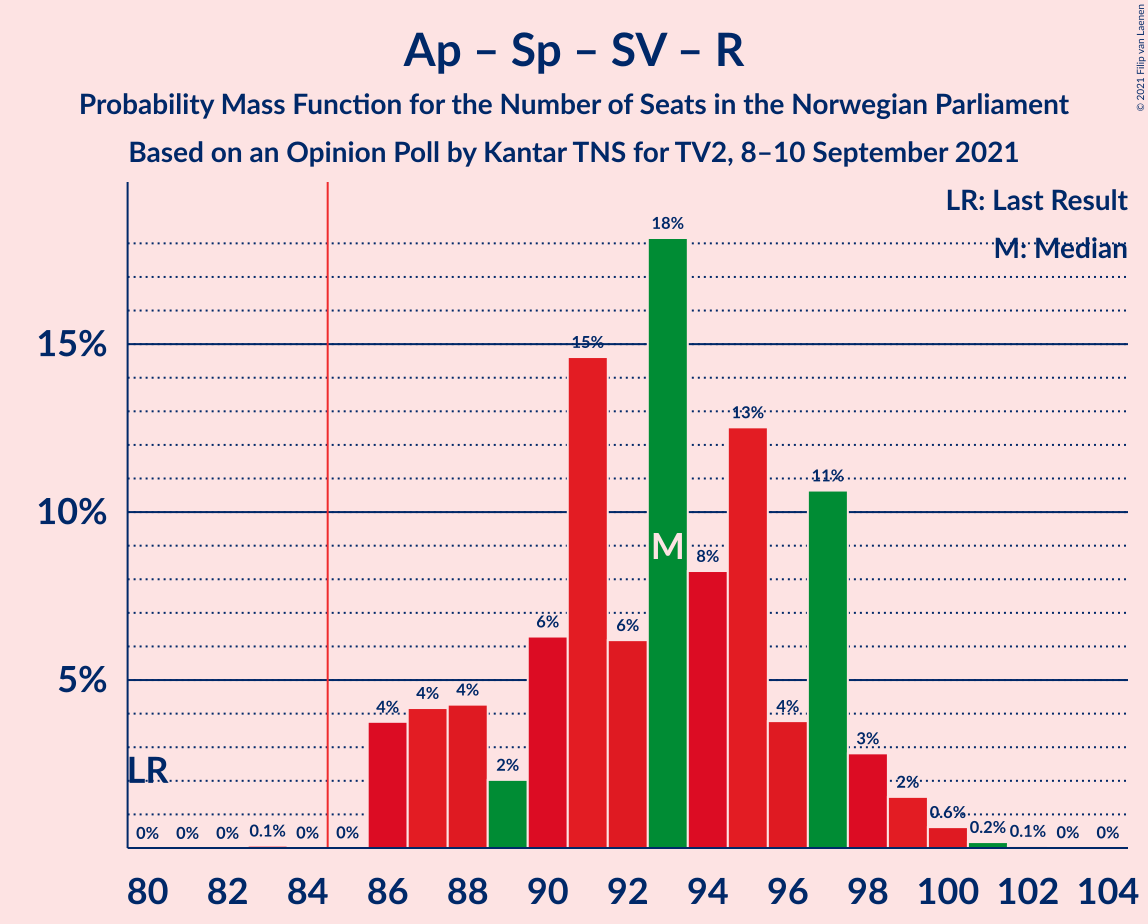 Ap – Sp – SV – R
Probability Mass Function for the Number of Seats in the Norwegian Parliament
Based on an Opinion Poll by Kantar TNS for TV2, 8–10 September 2021
© 2021 Filip van Laenen
LR: Last Result
M: Median
15%
10%
5%
LR
M
0% 0% 0% 0.1% 0% 0% 4% 4% 4% 2% 6% 15% 6% 18% 8% 13% 4% 11% 3% 2% 0.6% 0.2% 0.1% 0% 0%
80 82 84 86 88 90 92 94 96 98 100 102 104